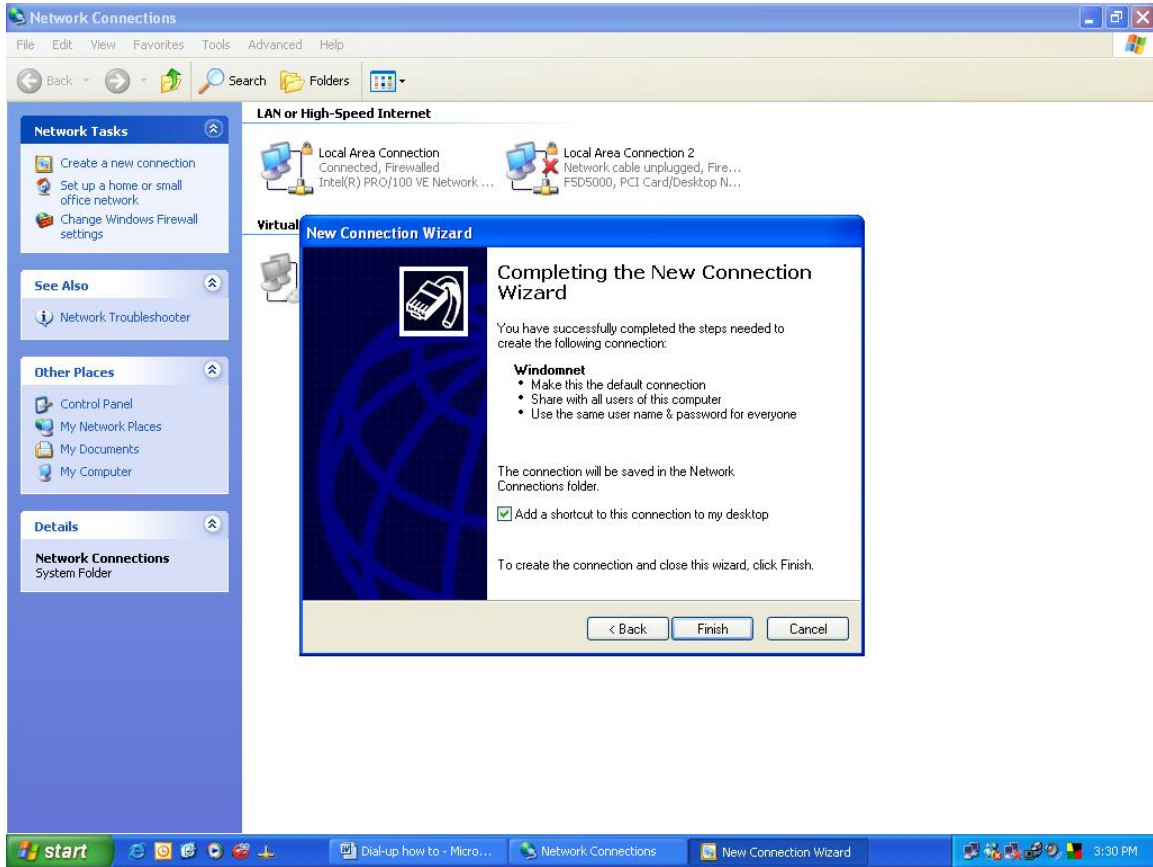 Network Connections
File Edit View Favorites Tools Advanced Help
Back Search Folders
Network Tasks
Create a new connection
Set up a home or small
office network
Change Windows Firewall
settings
See Also
Network Troubleshooter
Other Places
Control Panel
My Network Places
My Documents
My Computer
Details
Network Connections
System Folder
LAN or High-Speed Internet
Local Area Connection
Connected, Firewalled
Intel(R) PRO/100 VE Network ...
Local Area Connection 2
Network cable unplugged, Fire...
F5D5000, PCI Card/Desktop N...
Virtual
New Connection Wizard
Completing the New Connection
Wizard
You have successfully completed the steps needed to
create the following connection:
Windomnet
• Make this the default connection
• Share with all users of this computer
• Use the same user name & password for everyone
The connection will be saved in the Network
Connections folder.
Add a shortcut to this connection to my desktop
To create the connection and close this wizard, click Finish.
< Back Finish Cancel
start Dial-up how to - Micro... Network Connections New Connection Wizard 3:30 PM